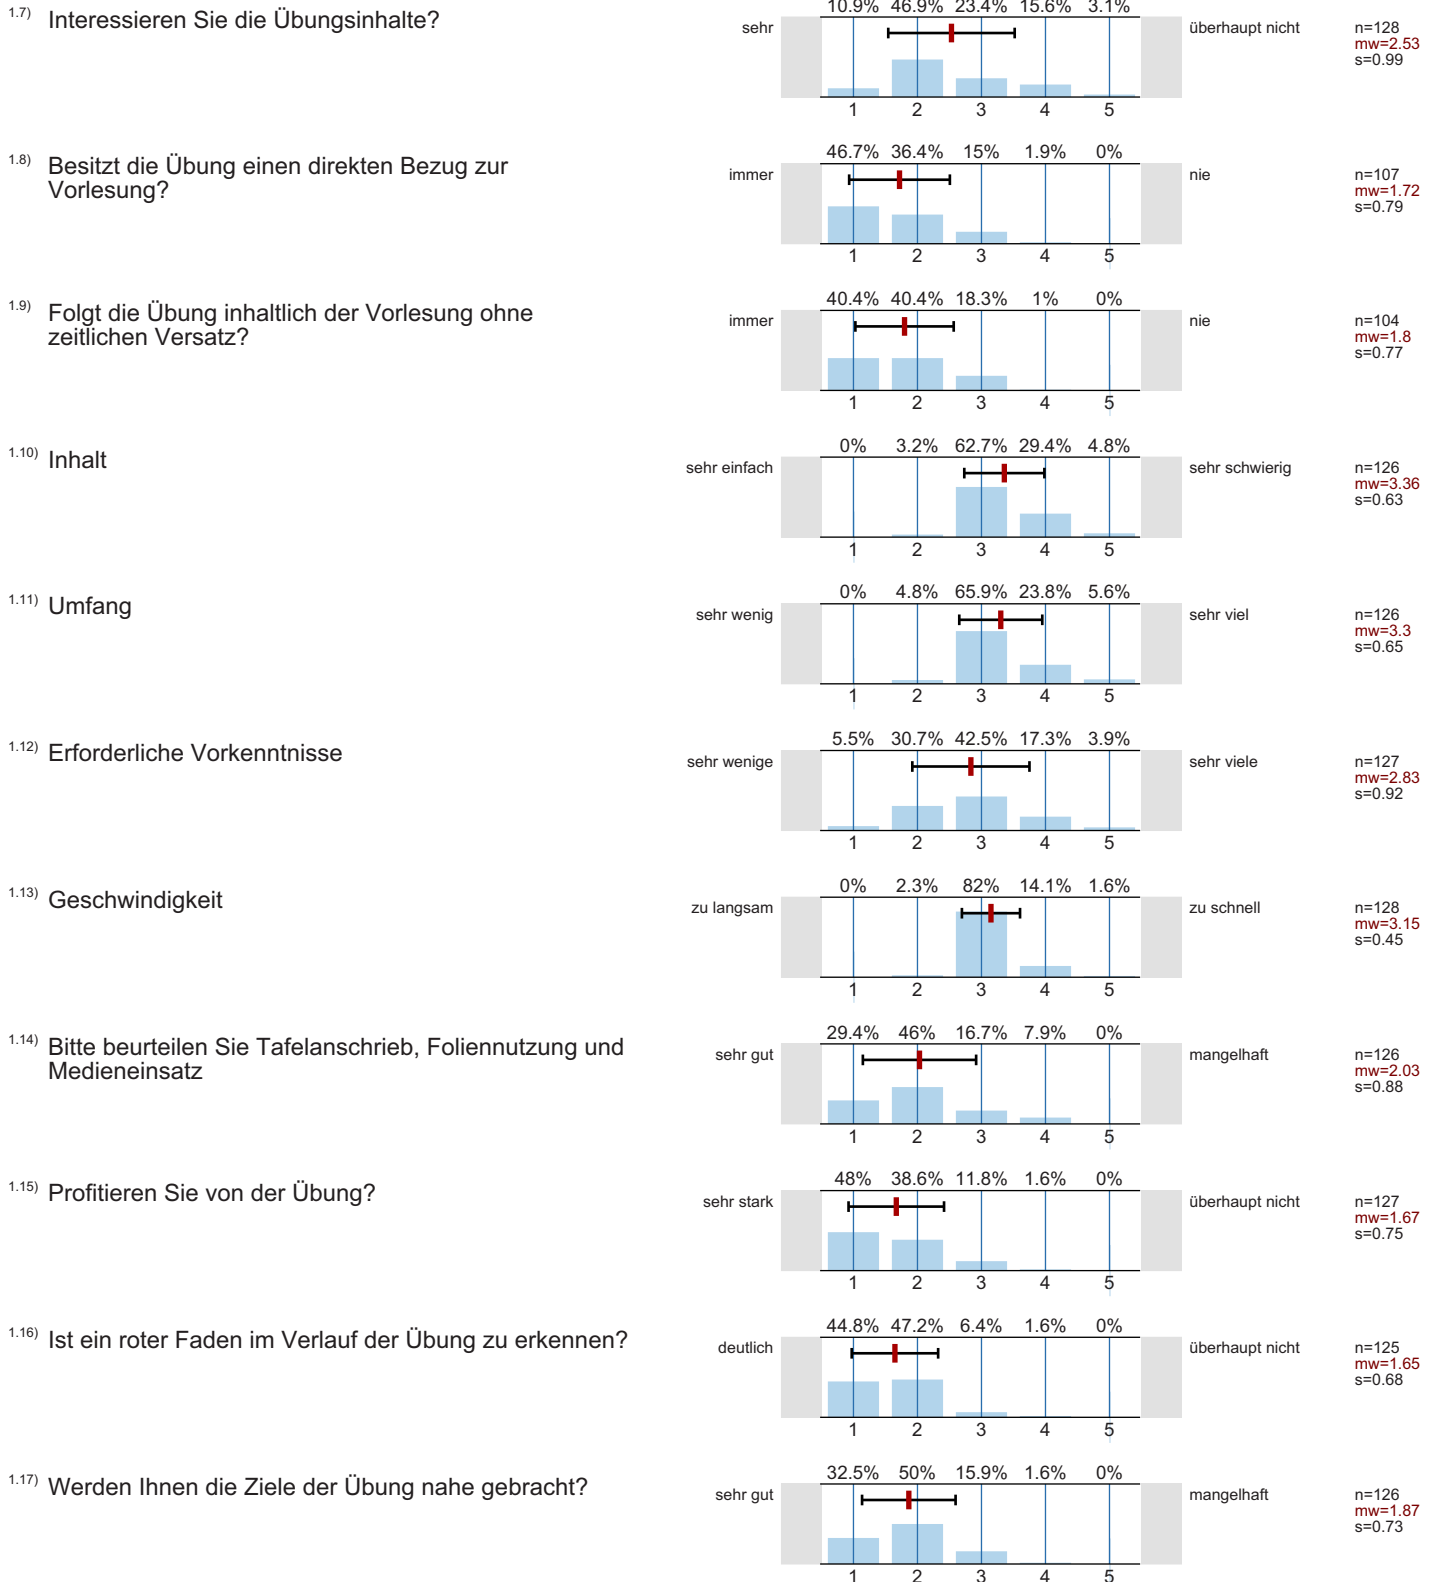 10.9% 46.9% 23.4% 15.6% 3.1%
1.7) Interessieren Sie die Übungsinhalte?
sehr
überhaupt nicht
n=128
mw=2.53
s=0.99
1 2 3 4 5
46.7% 36.4% 15% 1.9% 0%
1.8) Besitzt die Übung einen direkten Bezug zur
Vorlesung?
immer
nie
n=107
mw=1.72
s=0.79
1 2 3 4 5
40.4% 40.4% 18.3% 1% 0%
1.9) Folgt die Übung inhaltlich der Vorlesung ohne
zeitlichen Versatz?
immer
nie
n=104
mw=1.8
s=0.77
1 2 3 4 5
0% 3.2% 62.7% 29.4% 4.8%
1.10) Inhalt
sehr einfach
sehr schwierig
n=126
mw=3.36
s=0.63
1 2 3 4 5
0% 4.8% 65.9% 23.8% 5.6%
1.11) Umfang
sehr wenig
sehr viel
n=126
mw=3.3
s=0.65
1 2 3 4 5
5.5% 30.7% 42.5% 17.3% 3.9%
1.12) Erforderliche Vorkenntnisse
sehr wenige
sehr viele
n=127
mw=2.83
s=0.92
1 2 3 4 5
0% 2.3% 82% 14.1% 1.6%
1.13) Geschwindigkeit
zu langsam
zu schnell
n=128
mw=3.15
s=0.45
1 2 3 4 5
29.4% 46% 16.7% 7.9% 0%
1.14) Bitte beurteilen Sie Tafelanschrieb, Foliennutzung und
Medieneinsatz
sehr gut
mangelhaft
n=126
mw=2.03
s=0.88
1 2 3 4 5
48% 38.6% 11.8% 1.6% 0%
1.15) Profitieren Sie von der Übung?
sehr stark
überhaupt nicht
n=127
mw=1.67
s=0.75
1 2 3 4 5
44.8% 47.2% 6.4% 1.6% 0%
1.16) Ist ein roter Faden im Verlauf der Übung zu erkennen?
deutlich
überhaupt nicht
n=125
mw=1.65
s=0.68
1 2 3 4 5
32.5% 50% 15.9% 1.6% 0%
1.17) Werden Ihnen die Ziele der Übung nahe gebracht?
sehr gut
mangelhaft
n=126
mw=1.87
s=0.73
1 2 3 4 5